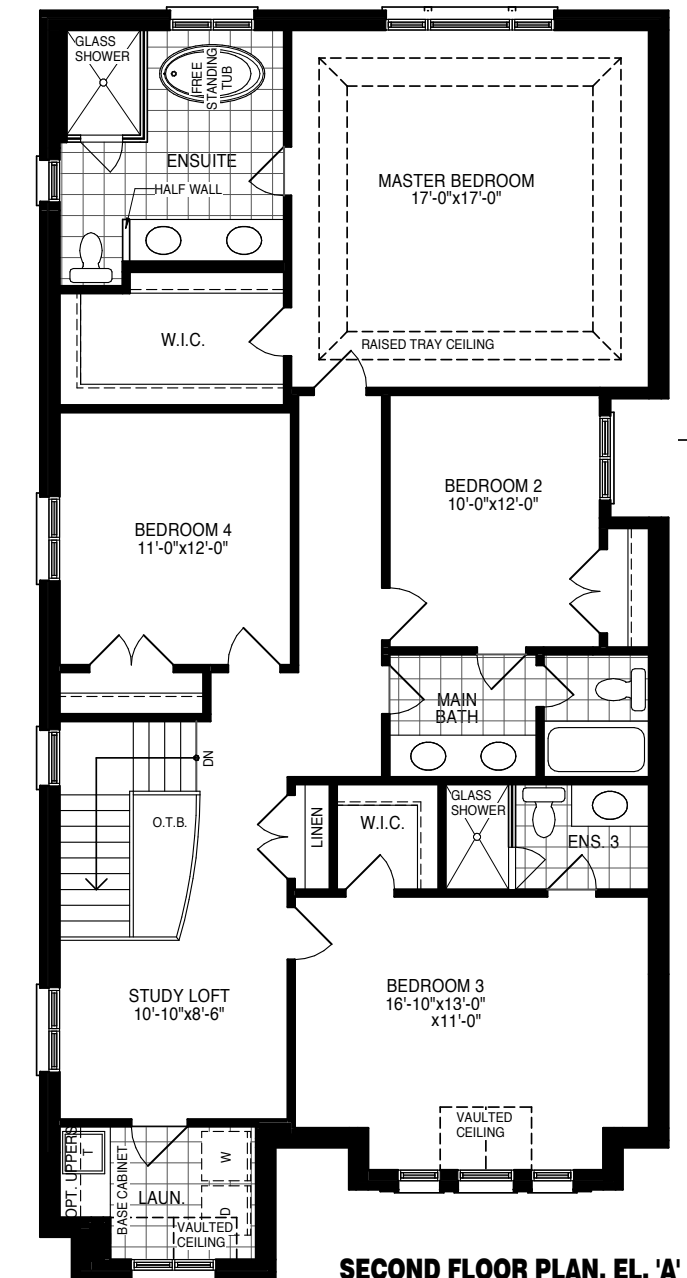 GLASS
SHOWER
FREE
STANDING
TUB
ENSUITE
HALF WALL
MASTER BEDROOM
17'-0"x17'-0"
RAISED TRAY CEILING
W.I.C.
BEDROOM 2
10'-0"x12'-0"
BEDROOM 4
11'-0"x12'-0"
MAIN
BATH
DN
O.T.B.
LINEN
W.I.C.
GLASS
SHOWER
ENS. 3
STUDY LOFT
10'-10"x8'-6"
BEDROOM 3
16'-10"x13'-0"
x11'-0"
VAULTED
CEILING
OPT. UPPERS
T
BASE CABINET
LAUN.
W
D
VAULTED
CEILING
SECOND FLOOR PLAN, EL. 'A'